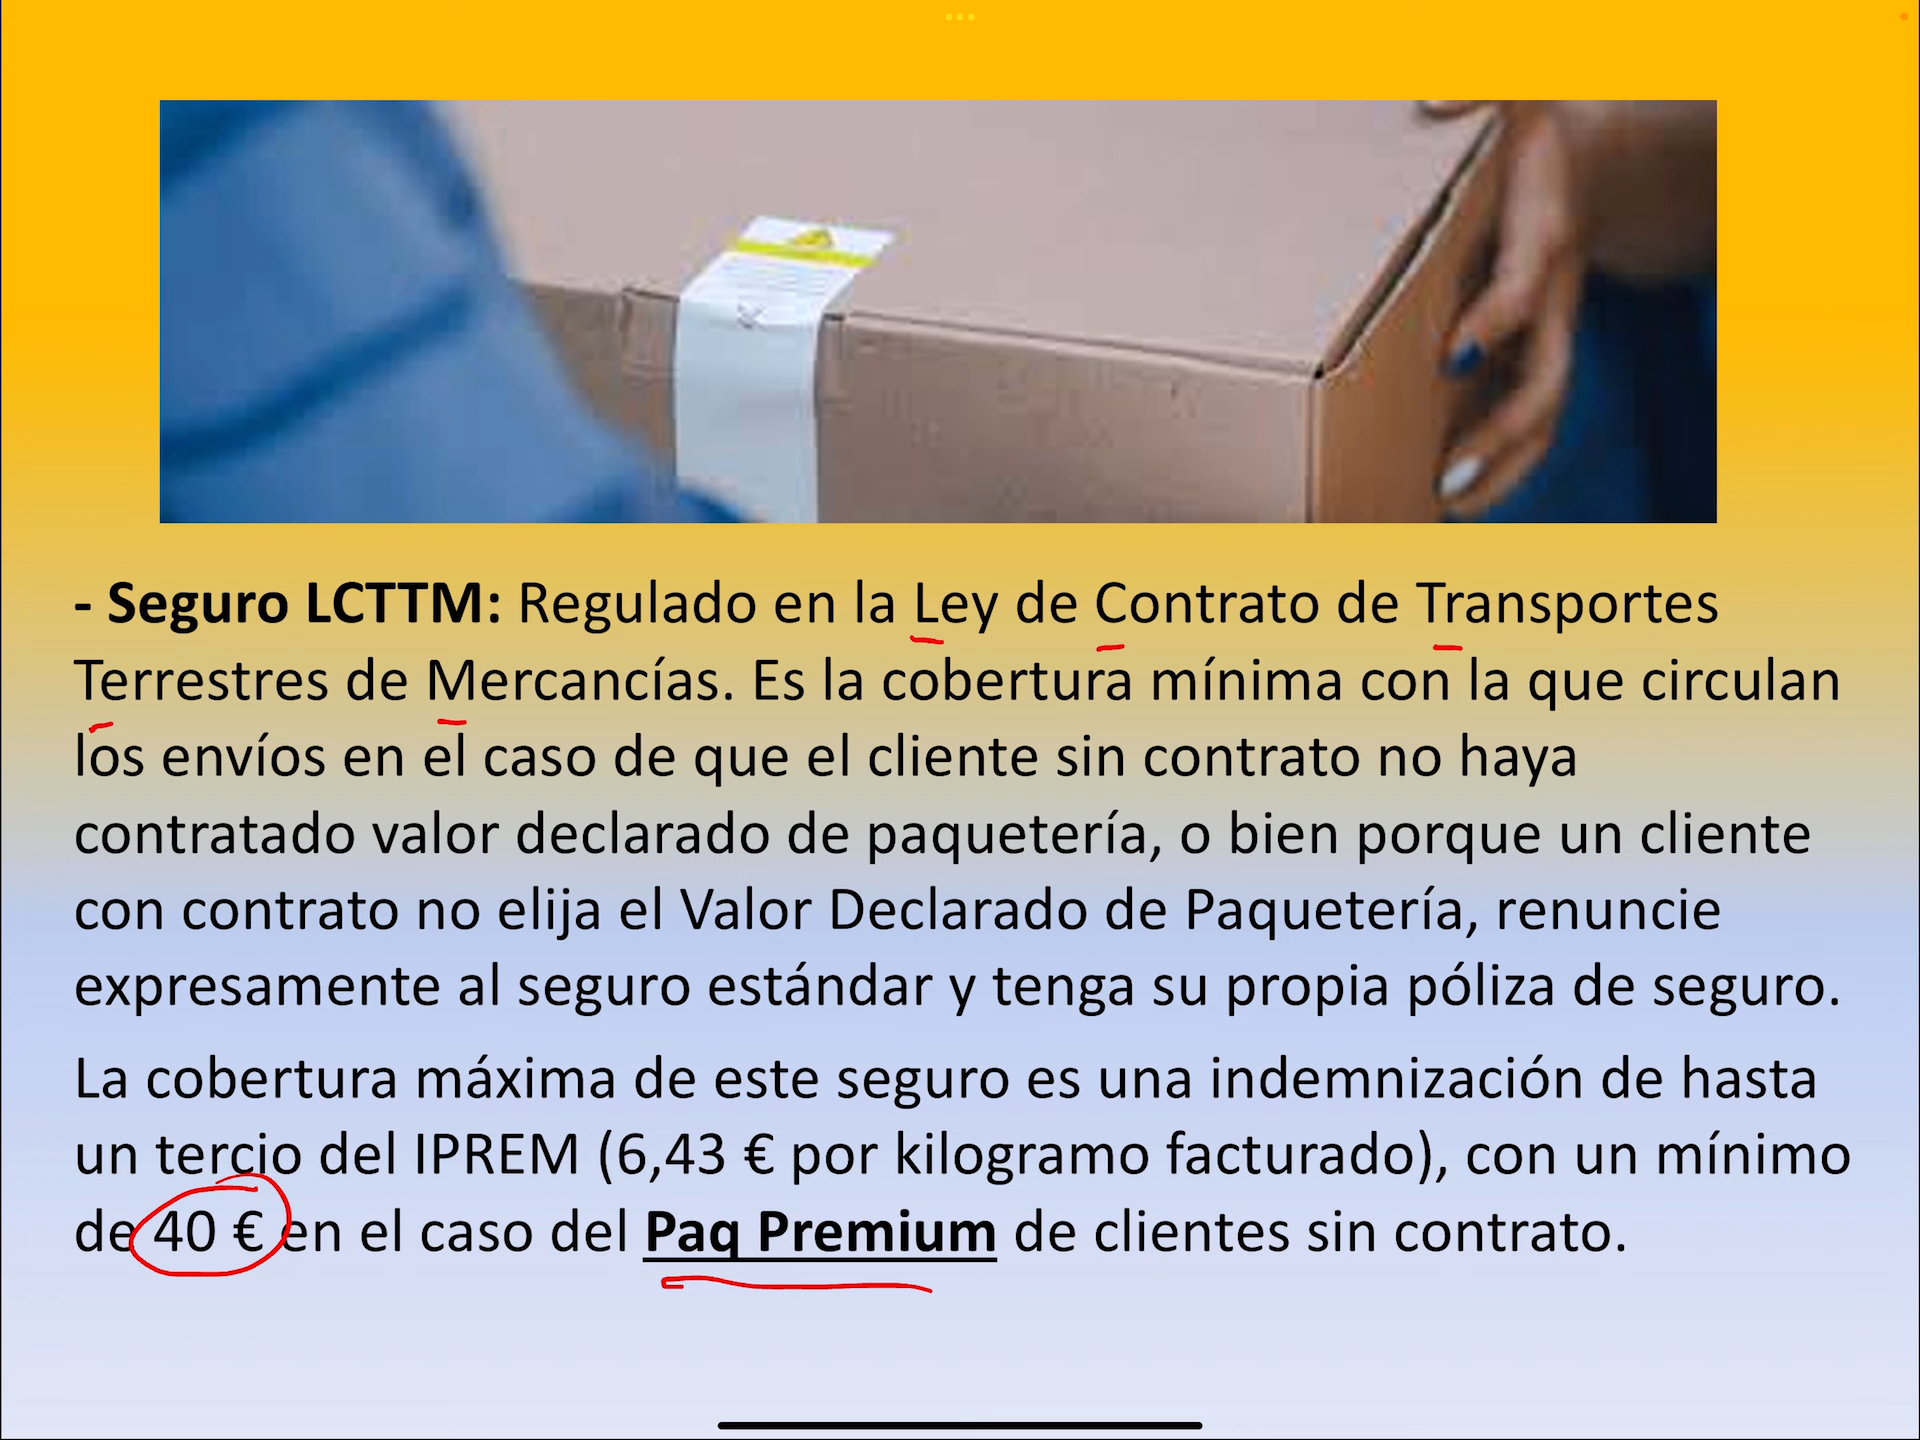 - Seguro LCTTM: Regulado en la Ley de Contrato de Transportes
Terrestres de Mercancías. Es la cobertura mínima con la que circulan
los envíos en el caso de que el cliente sin contrato no haya
contratado valor declarado de paquetería, o bien porque un cliente
con contrato no elija el Valor Declarado de Paquetería, renuncie
expresamente al seguro estándar y tenga su propia póliza de seguro.
La cobertura máxima de este seguro es una indemnización de hasta
un tercio del IPREM (6,43 € por kilogramo facturado), con un mínimo
de 40 € en el caso del Paq Premium de clientes sin contrato.